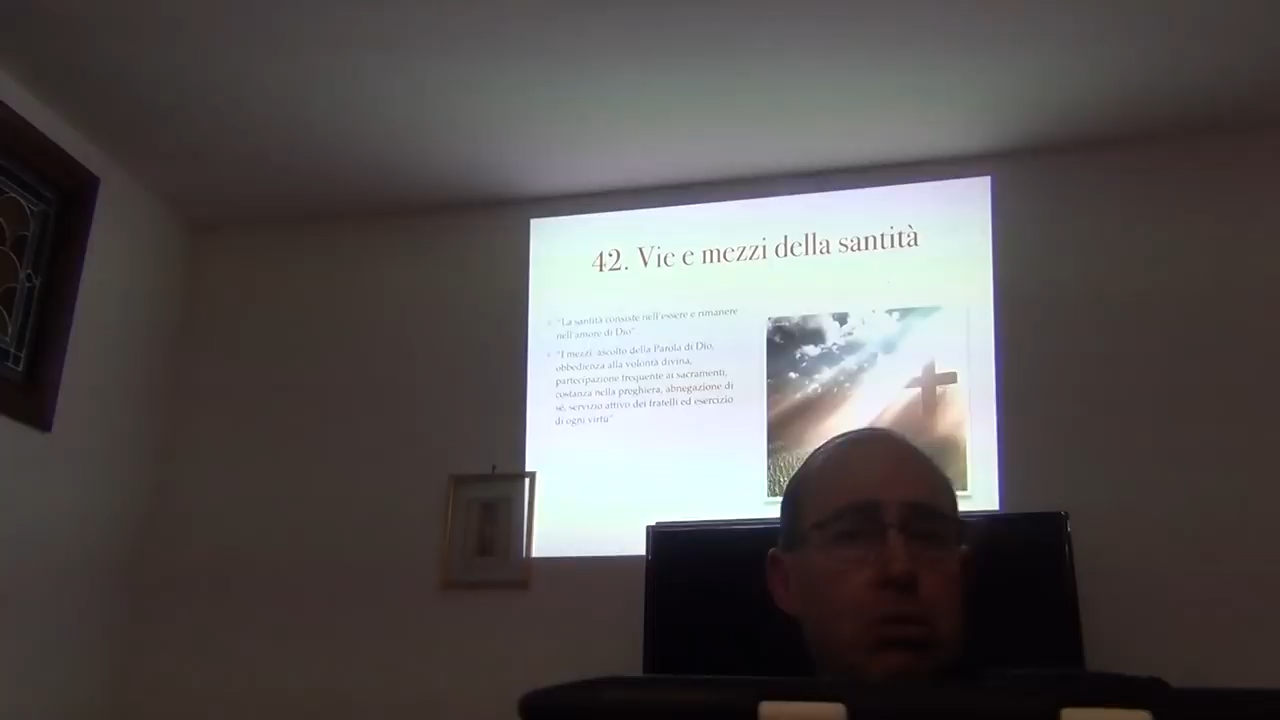 42. Vie e mezzi della santità
"La santità consiste nell'essere e rimanere
nell'amore di Dio"
"I mezzi: ascolto della Parola di Dio,
obbedienza alla volontà divina,
partecipazione frequente ai sacramenti,
costanza nella preghiera, abnegazione di
sé, servizio attivo dei fratelli ed esercizio
di ogni virtù"